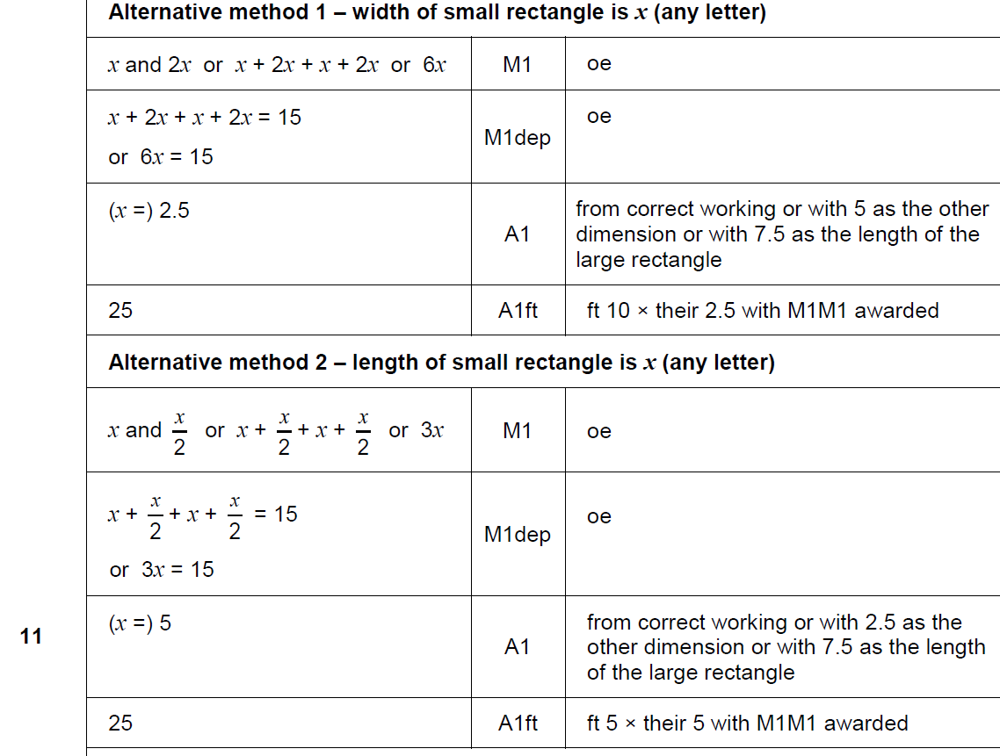 Alternative method 1 – width of small rectangle is x (any letter)
x and 2x or x + 2x + x + 2x or 6x M1 oe
x + 2x + x + 2x = 15
or 6x = 15
M1dep
oe
(x =) 2.5
A1
from correct working or with 5 as the other
dimension or with 7.5 as the length of the
large rectangle
25 A1ft ft 10 × their 2.5 with M1M1 awarded
Alternative method 2 – length of small rectangle is x (any letter)
x and x/2 or x + x/2 + x + x/2 or 3x M1 oe
x + x/2 + x + x/2 = 15
or 3x = 15
M1dep
oe
11
(x =) 5
A1
from correct working or with 2.5 as the
other dimension or with 7.5 as the length
of the large rectangle
25 A1ft ft 5 × their 5 with M1M1 awarded